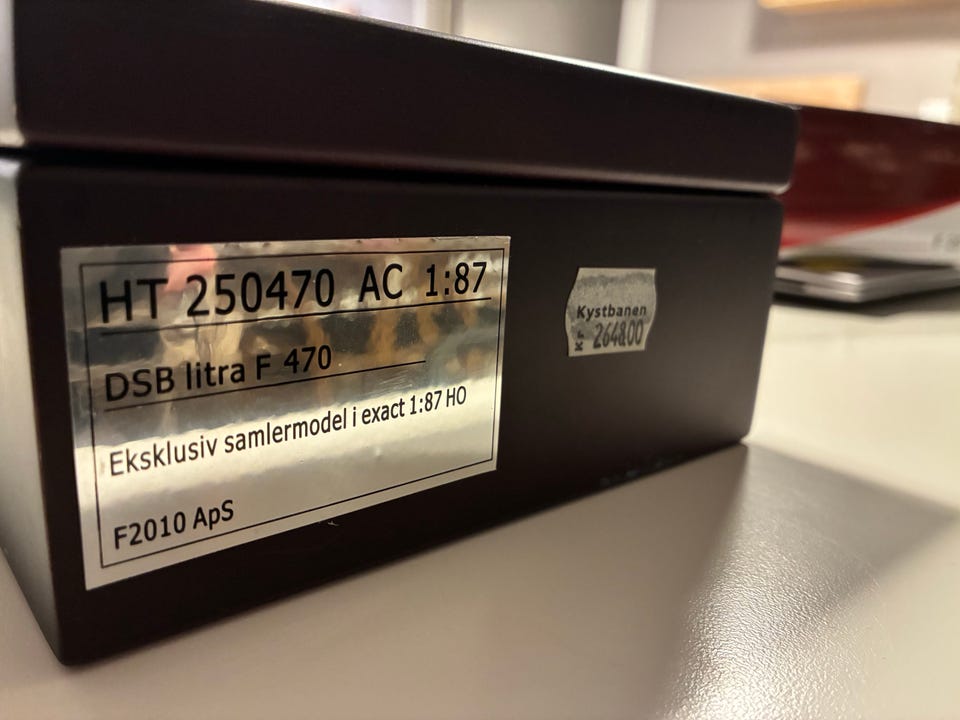 HT 250470 AC 1:87
DSB litra F 470
Eksklusiv samlermodel i exact 1:87 HO
F2010 ApS
Kystbanen
Kr 2648.00